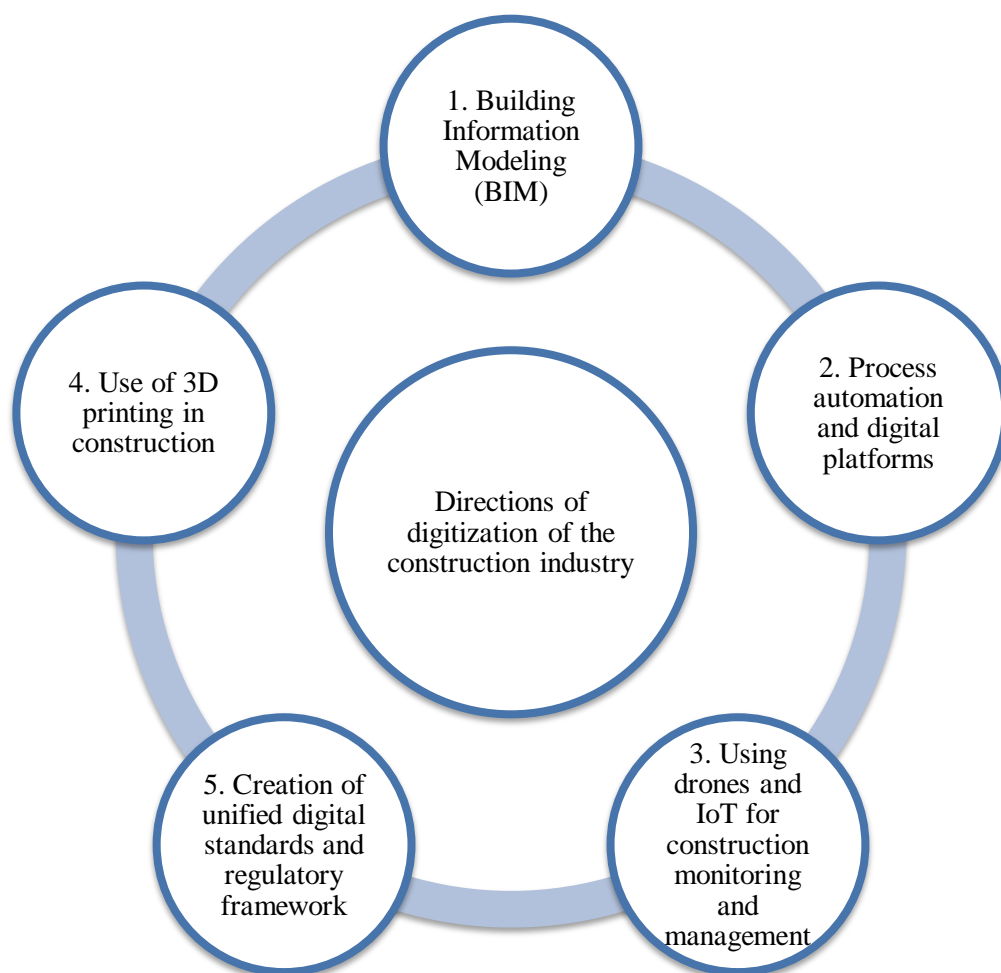 1. Building
Information
Modeling
(BIM)
2. Process
automation
and digital
platforms
3. Using
drones and
IoT for
construction
monitoring
and
management
4. Use of 3D
printing in
construction
5. Creation of
unified digital
standards and
regulatory
framework
Directions of
digitization of the
construction industry